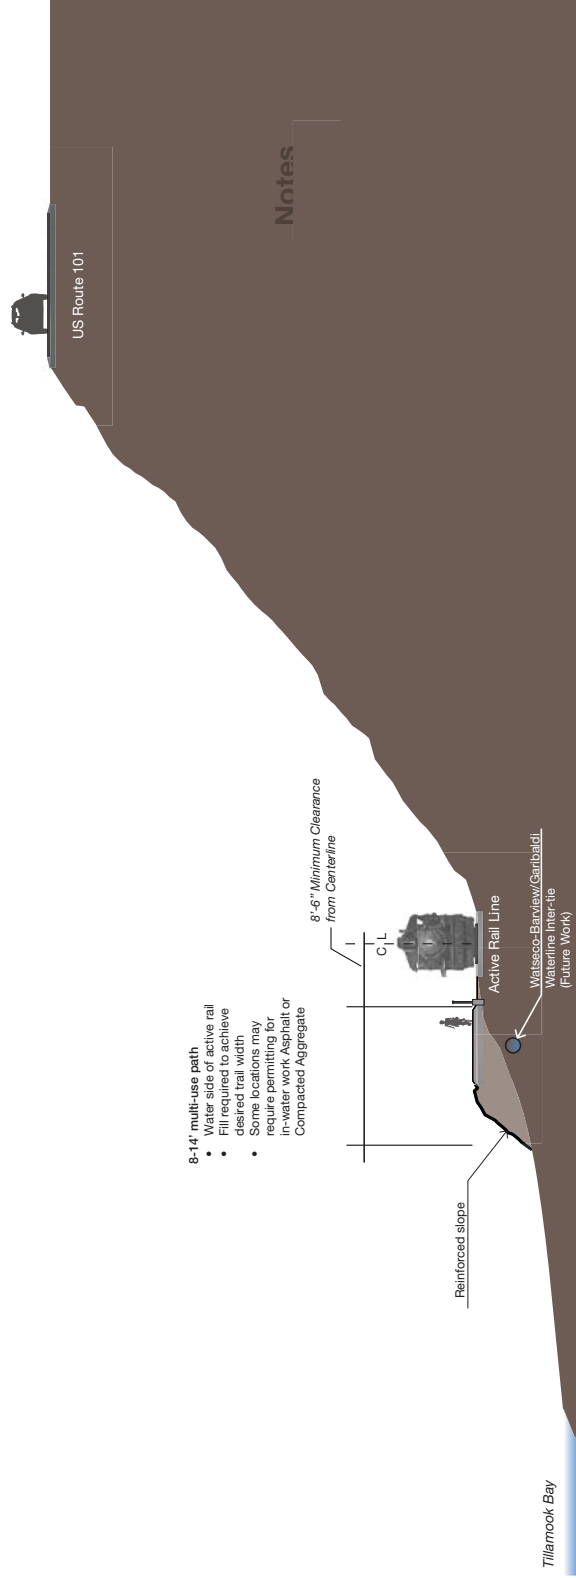 8-14' multi-use path
• Water side of active rail
• Fill required to achieve
desired trail width
• Some locations may
require permitting for
in-water work Asphalt or
Compacted Aggregate
8'-6" Minimum Clearance
from Centerline
C, L
US Route 101
Notes
Active Rail Line
Watseco-Barview/Garibaldi
Waterline Inter-tie
(Future Work)
Reinforced slope
Tillamook Bay